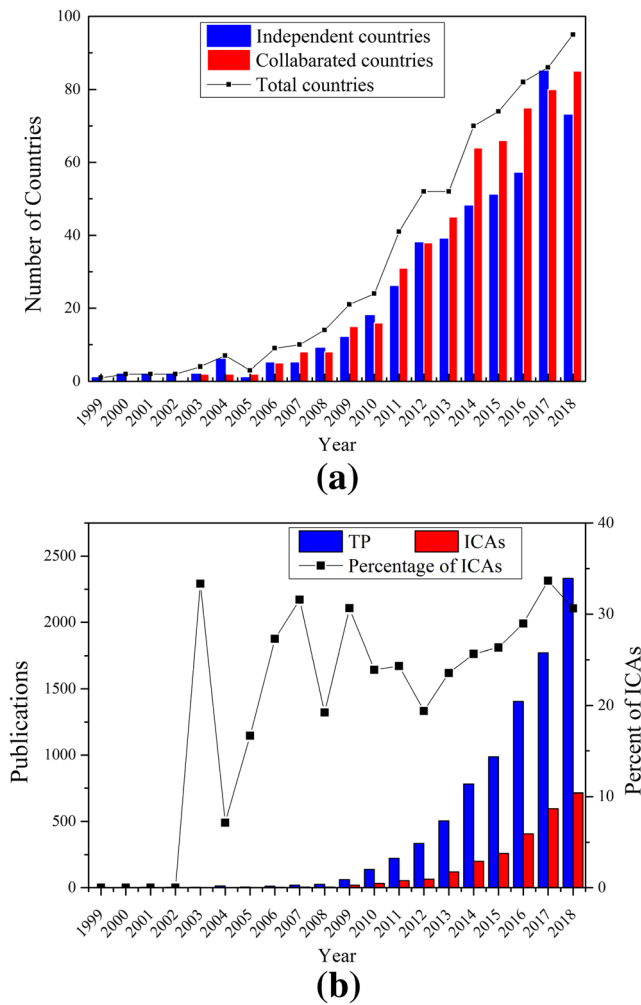 100
80
60
40
20
0
Number of Countries
Independent countries
Collabarated countries
Total countries
1999 2000 2001 2002 2003 2004 2005 2006 2007 2008 2009 2010 2011 2012 2013 2014 2015 2016 2017 2018
Year
(a)
2500
2000
1500
1000
500
0
Publications
TP ICAs
Percentage of ICAs
40
30
20
10
0
Percent of ICAs
1999 2000 2001 2002 2003 2004 2005 2006 2007 2008 2009 2010 2011 2012 2013 2014 2015 2016 2017 2018
Year
(b)